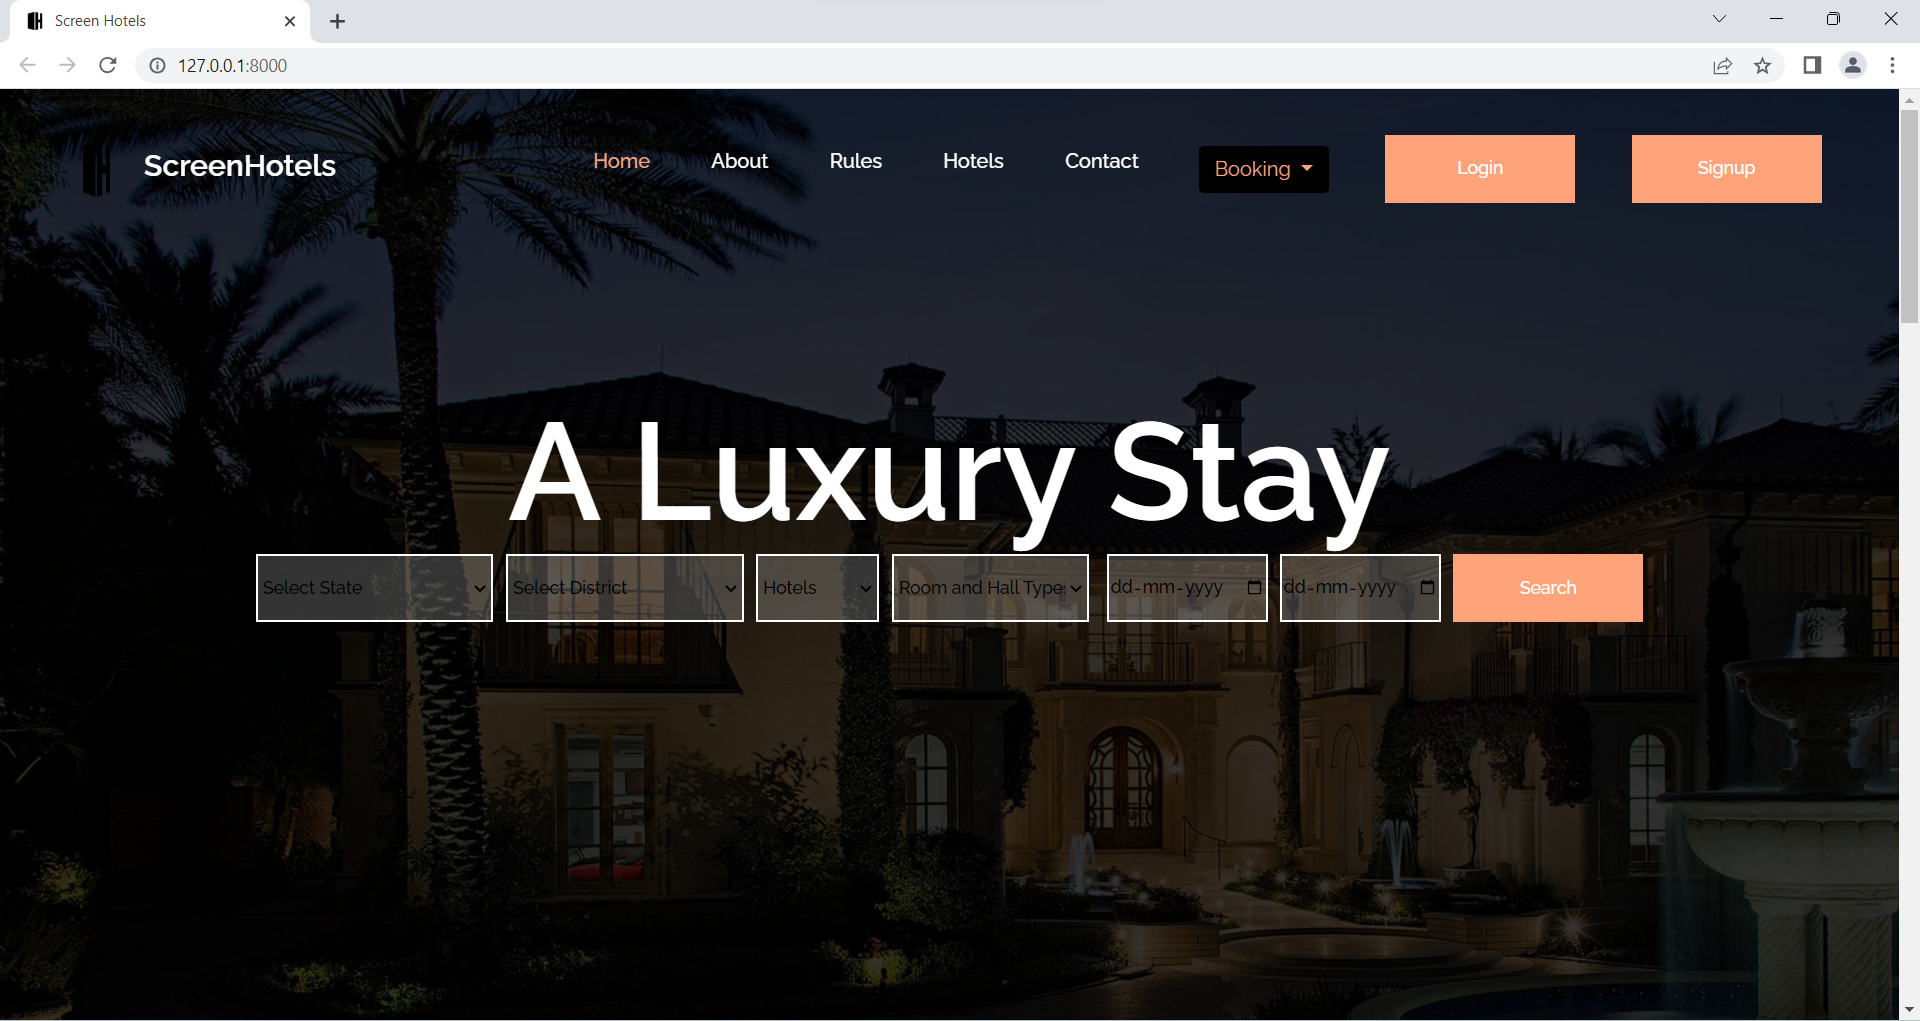 Screen Hotels
127.0.0.1:8000
ScreenHotels
Home About Rules Hotels Contact Booking Login Signup
A Luxury Stay
Select State Select District Hotels Room and Hall Type: dd-mm-yyyy dd-mm-yyyy Search